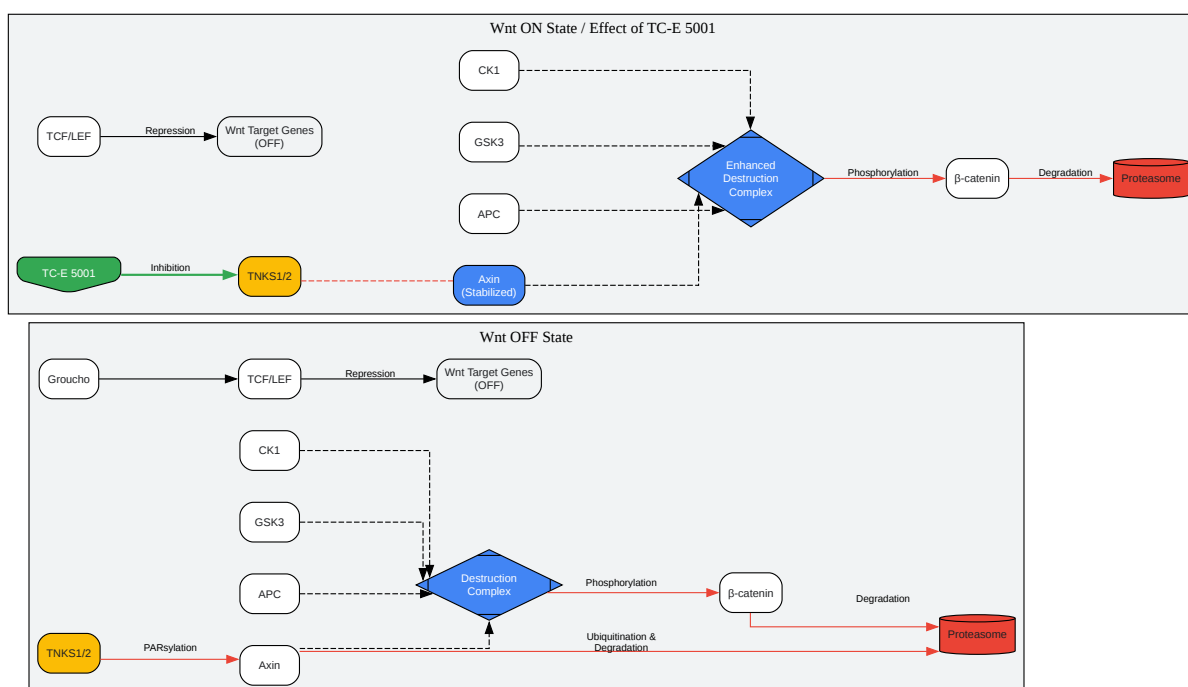 Wnt ON State / Effect of TC-E 5001
CK1
TCF/LEF
Repression
Wnt Target Genes
(OFF)
GSK3
Enhanced
Destruction
Complex
Phosphorylation
β-catenin
Degradation
Proteasome
APC
TC-E 5001
Inhibition
TNKS1/2
Axin
(Stabilized)
Wnt OFF State
Groucho
TCF/LEF
Repression
Wnt Target Genes
(OFF)
CK1
GSK3
APC
Destruction
Complex
Phosphorylation
β-catenin
Degradation
Proteasome
TNKS1/2
PARsylation
Axin
Ubiquitination &
Degradation